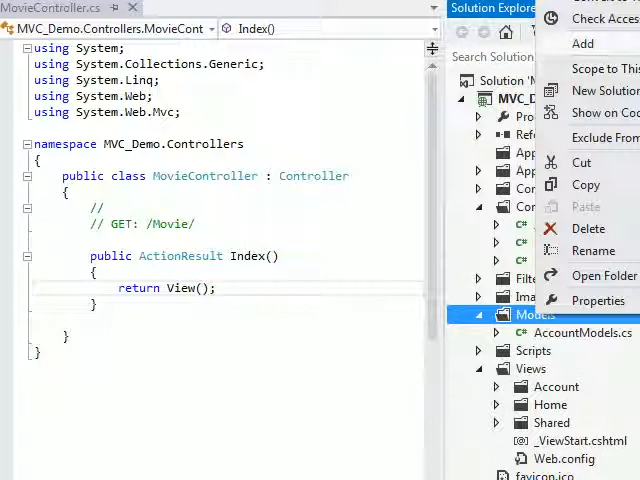 MovieController.cs
MVC_Demo.Controllers.MovieCont
Index()
using System;
using System.Collections.Generic;
using System.Linq;
using System.Web;
using System.Web.Mvc;
namespace MVC_Demo.Controllers
{
public class MovieController : Controller
{
//
// GET: /Movie/
public ActionResult Index()
{
return View();
}
}
}
Solution Explorer
Search Solution
Solution '
MVC_D
Pro
Refe
App
App
Con
Con
C#
C#
C#
Filte
Ima
Models
C# AccountModels.cs
Scripts
Views
Account
Home
Shared
_ViewStart.cshtml
Web.config
favicon.ico
Check Acces
Add
Scope to This
New Solution
Show on Cod
Exclude From
Cut
Copy
Paste
Delete
Rename
Open Folder
Properties